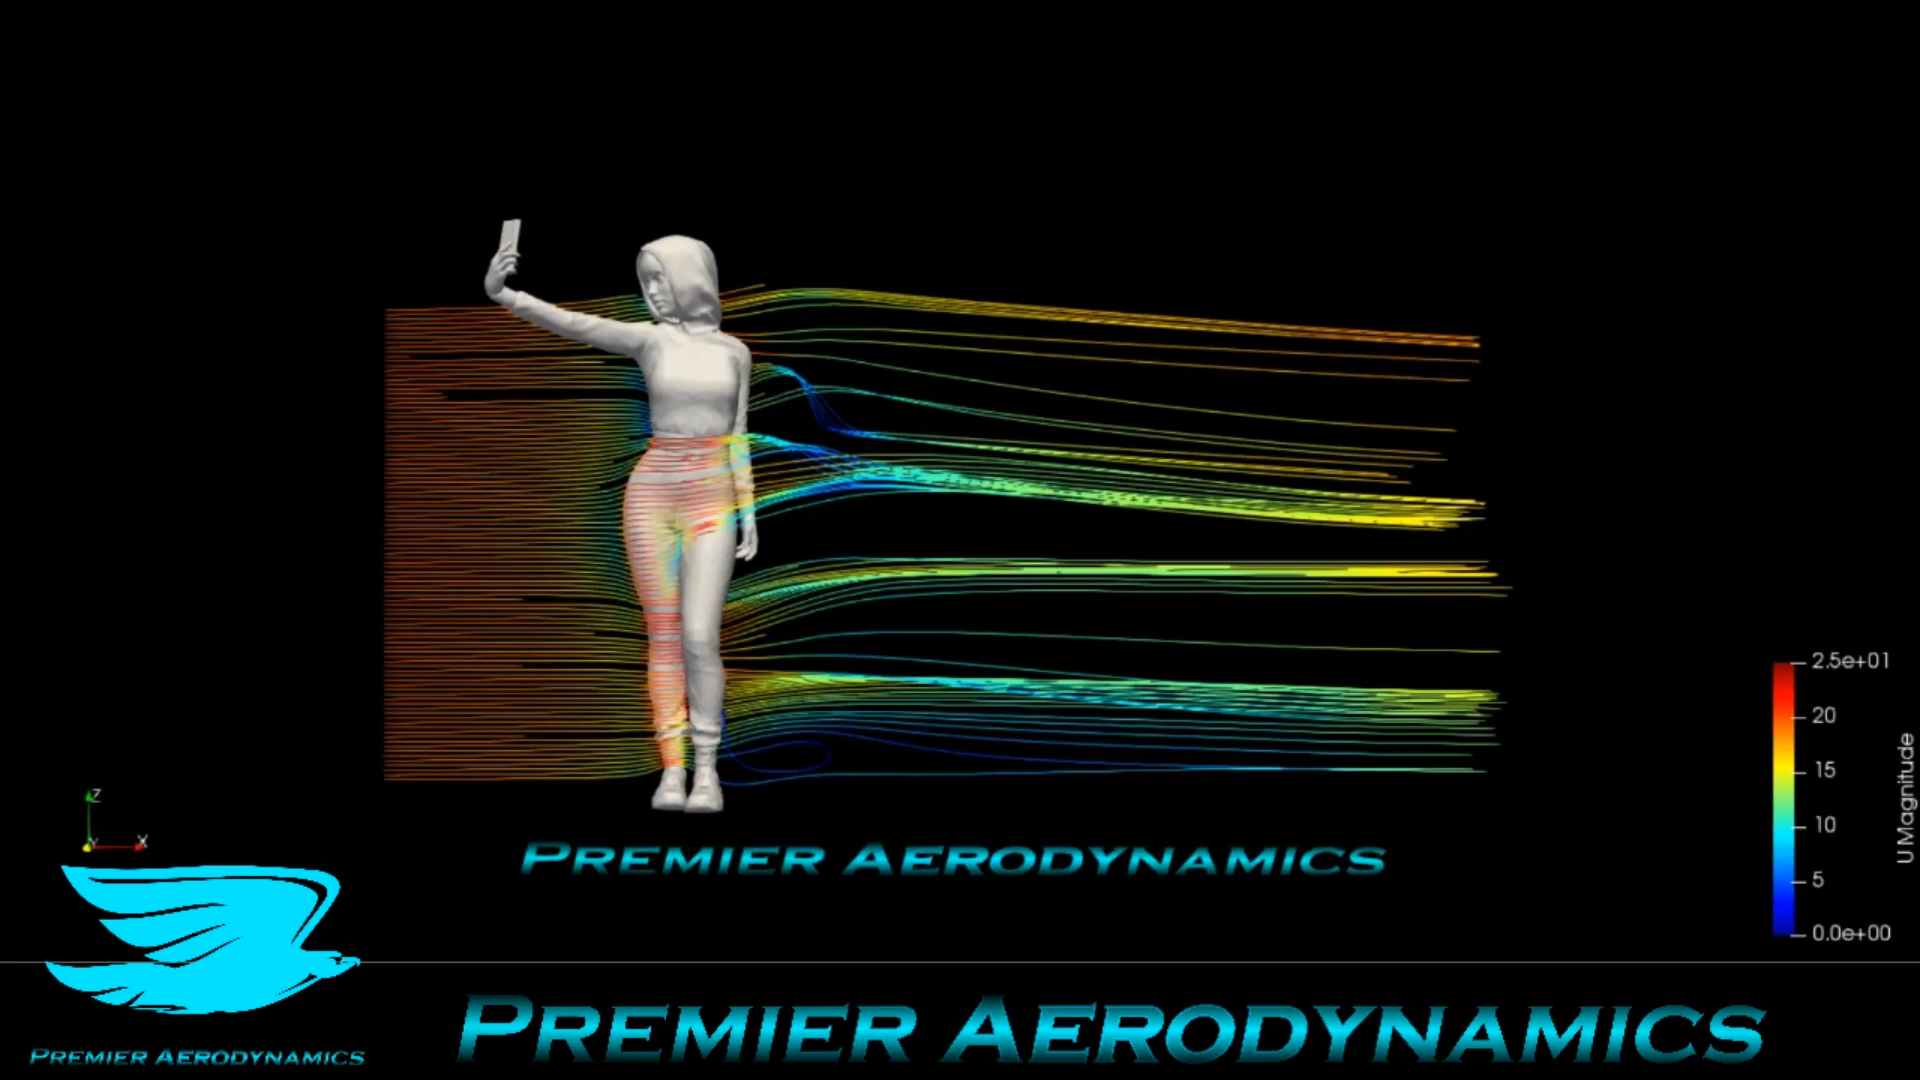 2.5e+01
20
15
10
5
0.0e+00
U Magnitude
Z
Y
X
PREMIER AERODYNAMICS
PREMIER AERODYNAMICS
PREMIER AERODYNAMICS